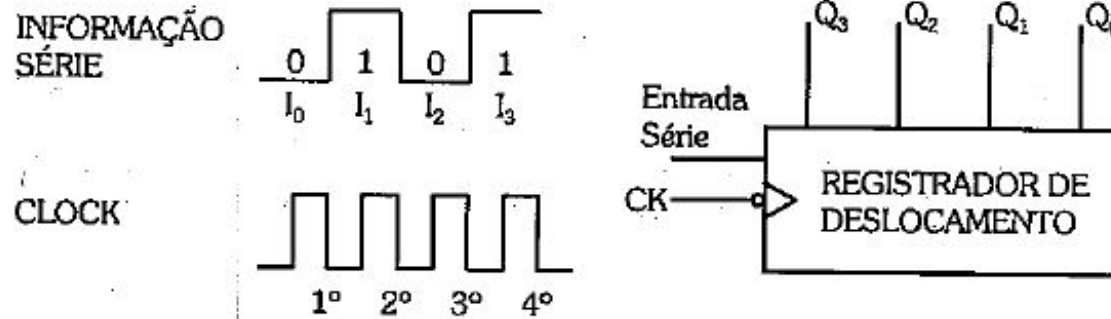 INFORMAÇÃO
SÉRIE
0 1 0 1
I₀ I₁ I₂ I₃
CLOCK
1º 2º 3º 4º
Q₃ Q₂ Q₁
Entrada
Série
CK
REGISTRADOR DE
DESLOCAMENTO